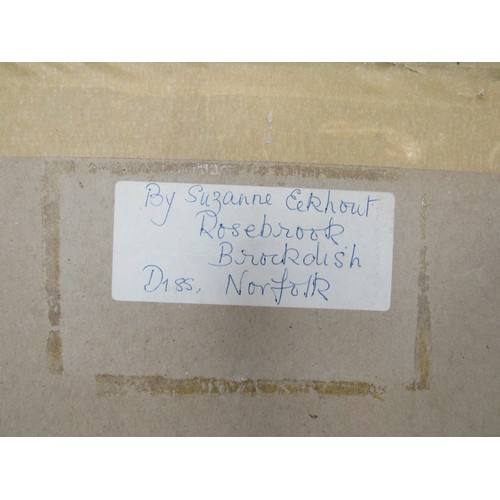 By Suzanne Eekhout
Rosebrook
Brockdish
Diss, Norfolk